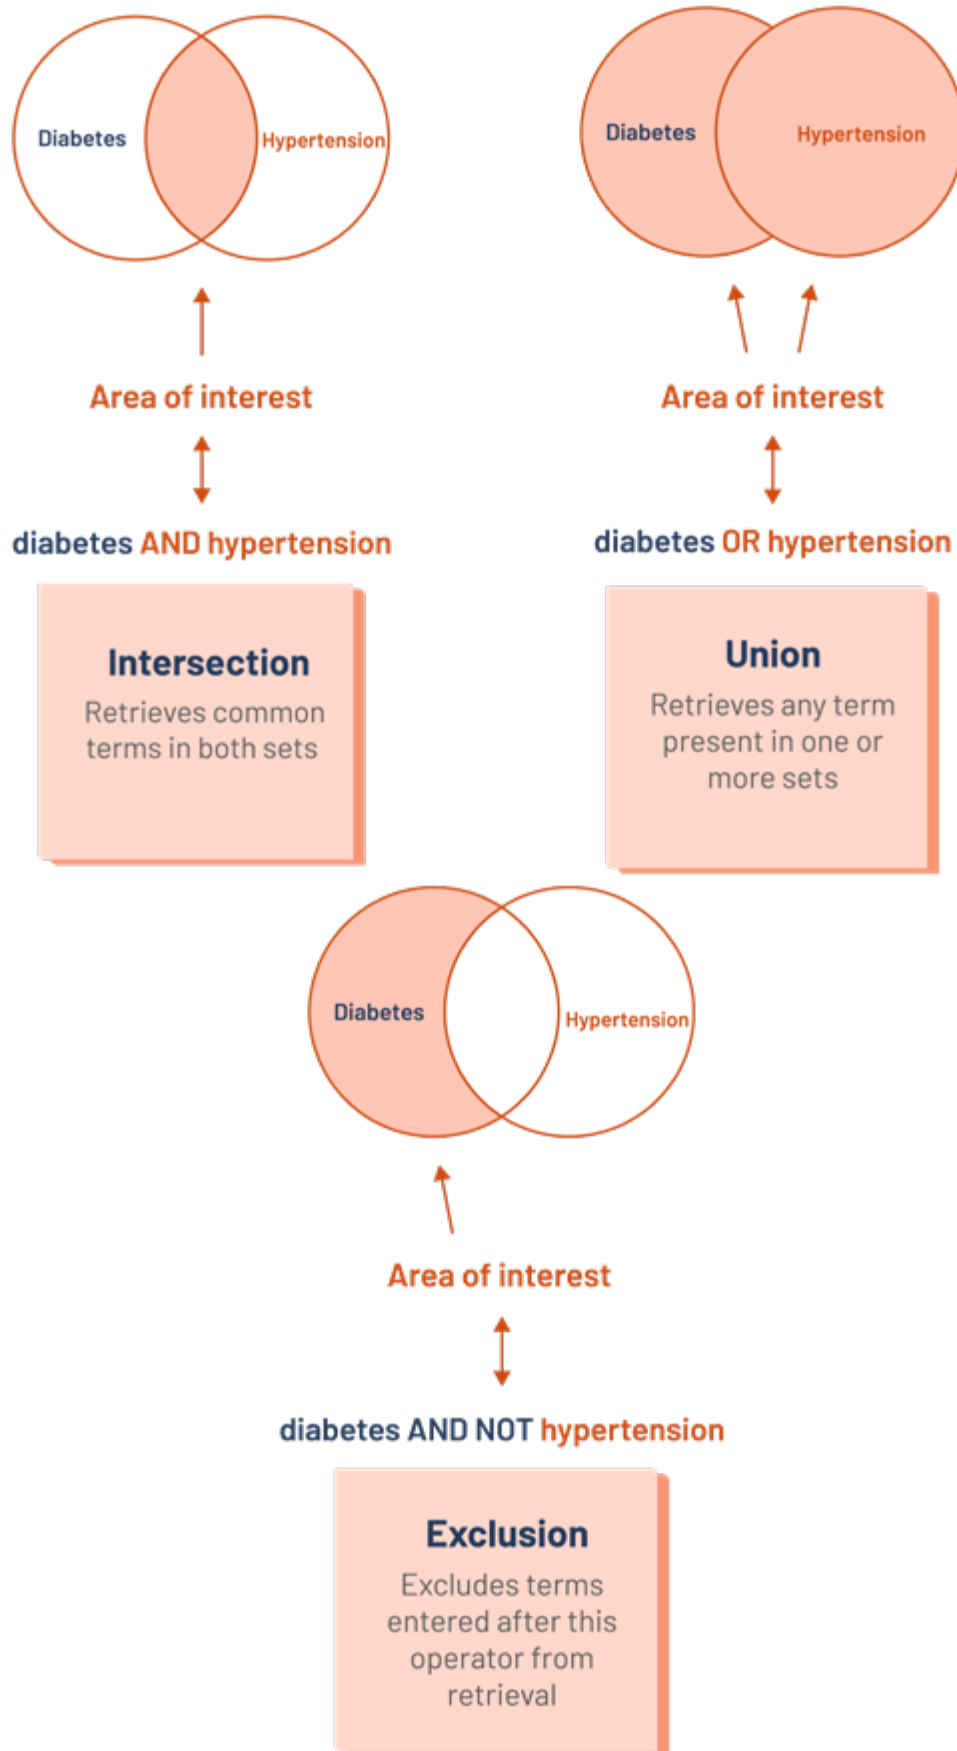 Diabetes
Hypertension
Area of interest
diabetes AND hypertension
Intersection
Retrieves common
terms in both sets
Diabetes
Hypertension
Area of interest
diabetes OR hypertension
Union
Retrieves any term
present in one or
more sets
Diabetes
Hypertension
Area of interest
diabetes AND NOT hypertension
Exclusion
Excludes terms
entered after this
operator from
retrieval